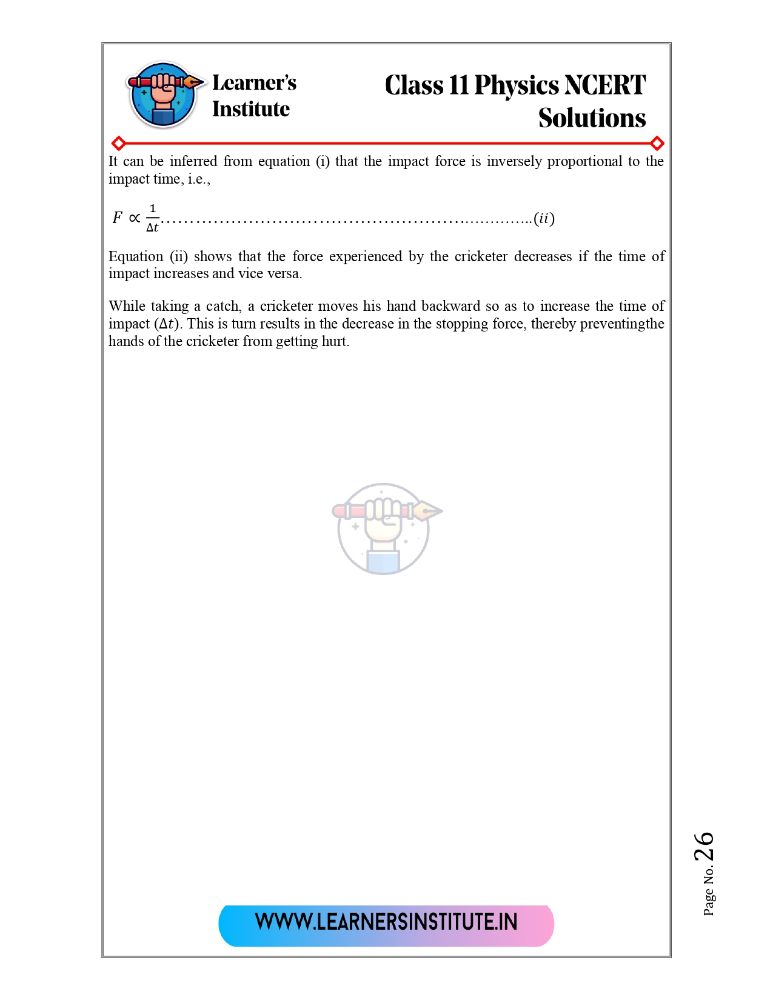 Learner's
Institute
Class 11 Physics NCERT
Solutions
It can be inferred from equation (i) that the impact force is inversely proportional to the
impact time, i.e.,
F ∝ 1/Δt……………………………………………….…………..(ii)
Equation (ii) shows that the force experienced by the cricketer decreases if the time of
impact increases and vice versa.
While taking a catch, a cricketer moves his hand backward so as to increase the time of
impact (Δt). This is turn results in the decrease in the stopping force, thereby preventingthe
hands of the cricketer from getting hurt.
Page No. 26
WWW.LEARNERSINSTITUTE.IN